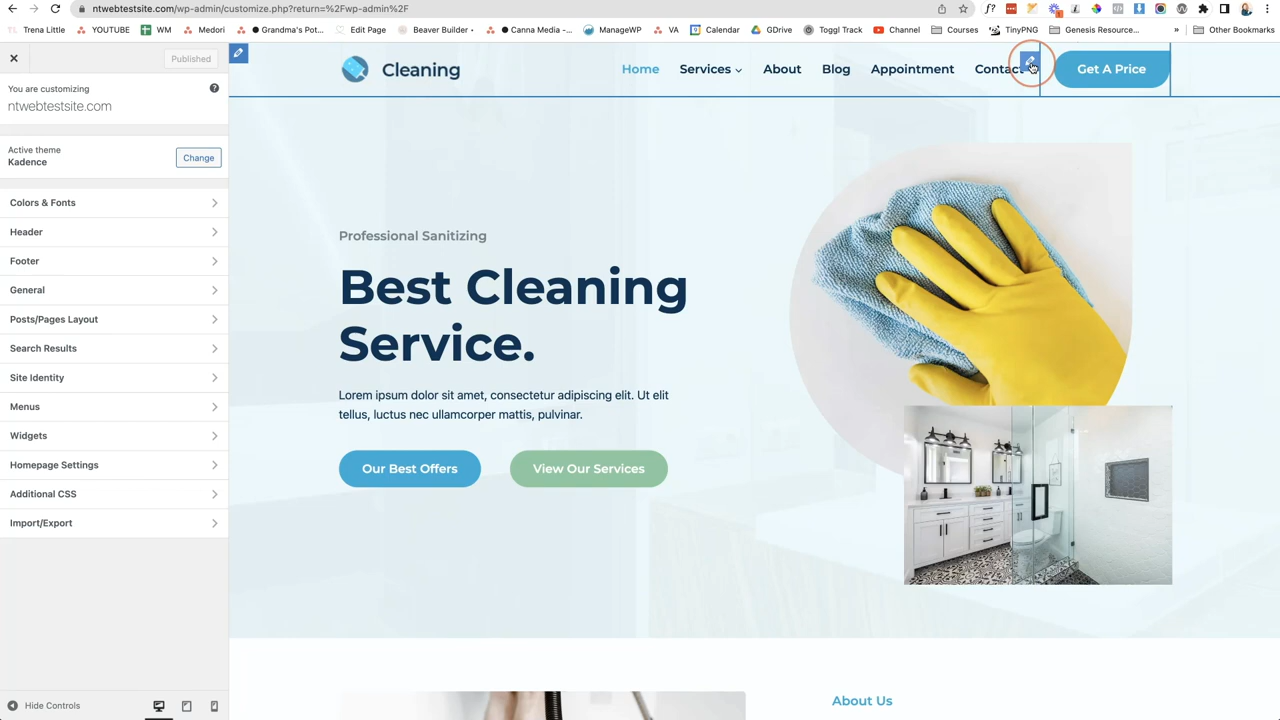 ntwebtestsite.com/wp-admin/customize.php?return=%2Fwp-admin%2F
Trena Little
YOUTUBE
WM
Medori
Grandma's Pot...
Edit Page
Beaver Builder
Canna Media -...
ManageWP
Calendar
GDrive
Toggl Track
VA
Channel
Courses
TinyPNG
Genesis Resource...
»
Other Bookmarks
Published
You are customizing
ntwebtestsite.com
Active theme
Kadence
Change
Colors & Fonts
Header
Footer
General
Posts/Pages Layout
Search Results
Site Identity
Menus
Widgets
Homepage Settings
Additional CSS
Import/Export
Hide Controls
Cleaning
Home
Services
About
Blog
Appointment
Contact
Get A Price
Professional Sanitizing
Best Cleaning
Service.
Lorem ipsum dolor sit amet, consectetur adipiscing elit. Ut elit
tellus, luctus nec ullamcorper mattis, pulvinar.
Our Best Offers
View Our Services
About Us